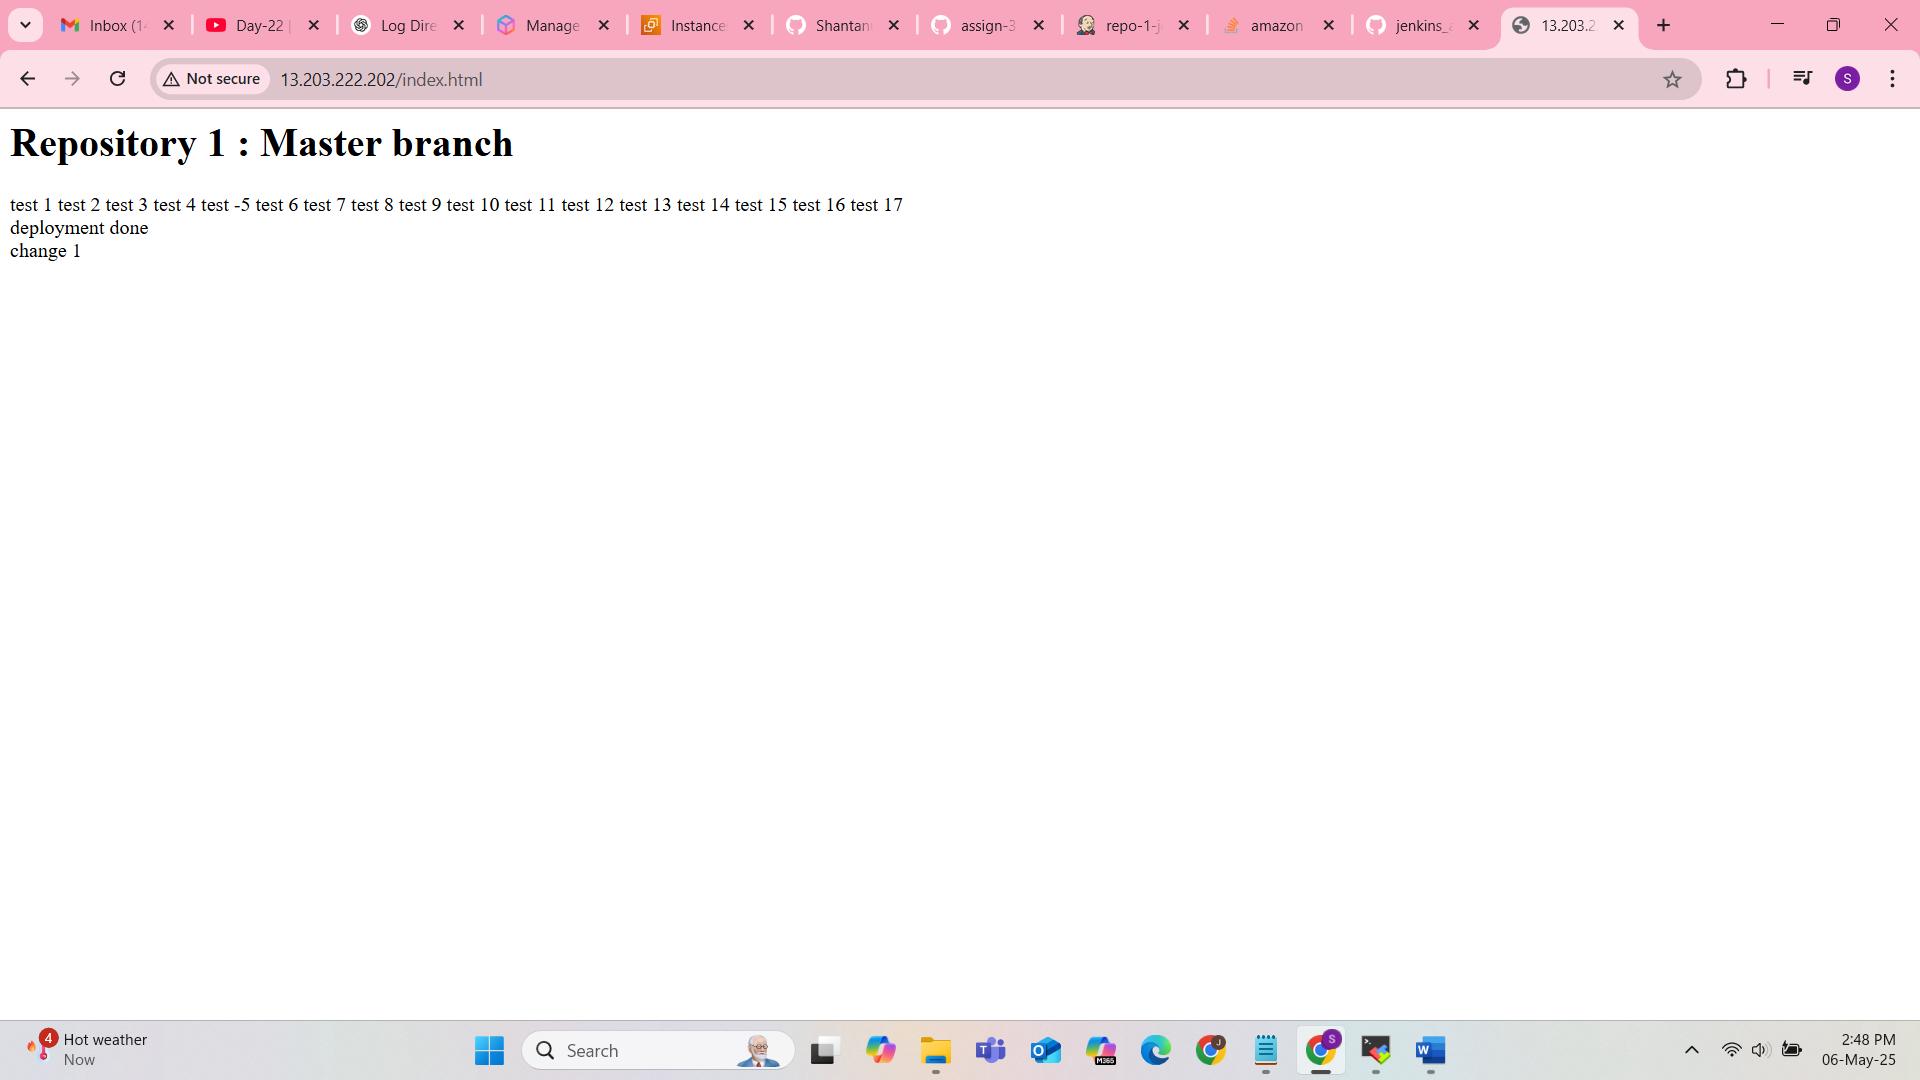 Inbox (14
Day-22 |
Log Dire
Manage
Instance
Shantan
assign-3
repo-1-j
amazon
jenkins_a
13.203.2
Not secure
13.203.222.202/index.html
S
Repository 1 : Master branch
test 1 test 2 test 3 test 4 test -5 test 6 test 7 test 8 test 9 test 10 test 11 test 12 test 13 test 14 test 15 test 16 test 17
deployment done
change 1
4
Hot weather
Now
Search
M365
J
S
2:48 PM
06-May-25